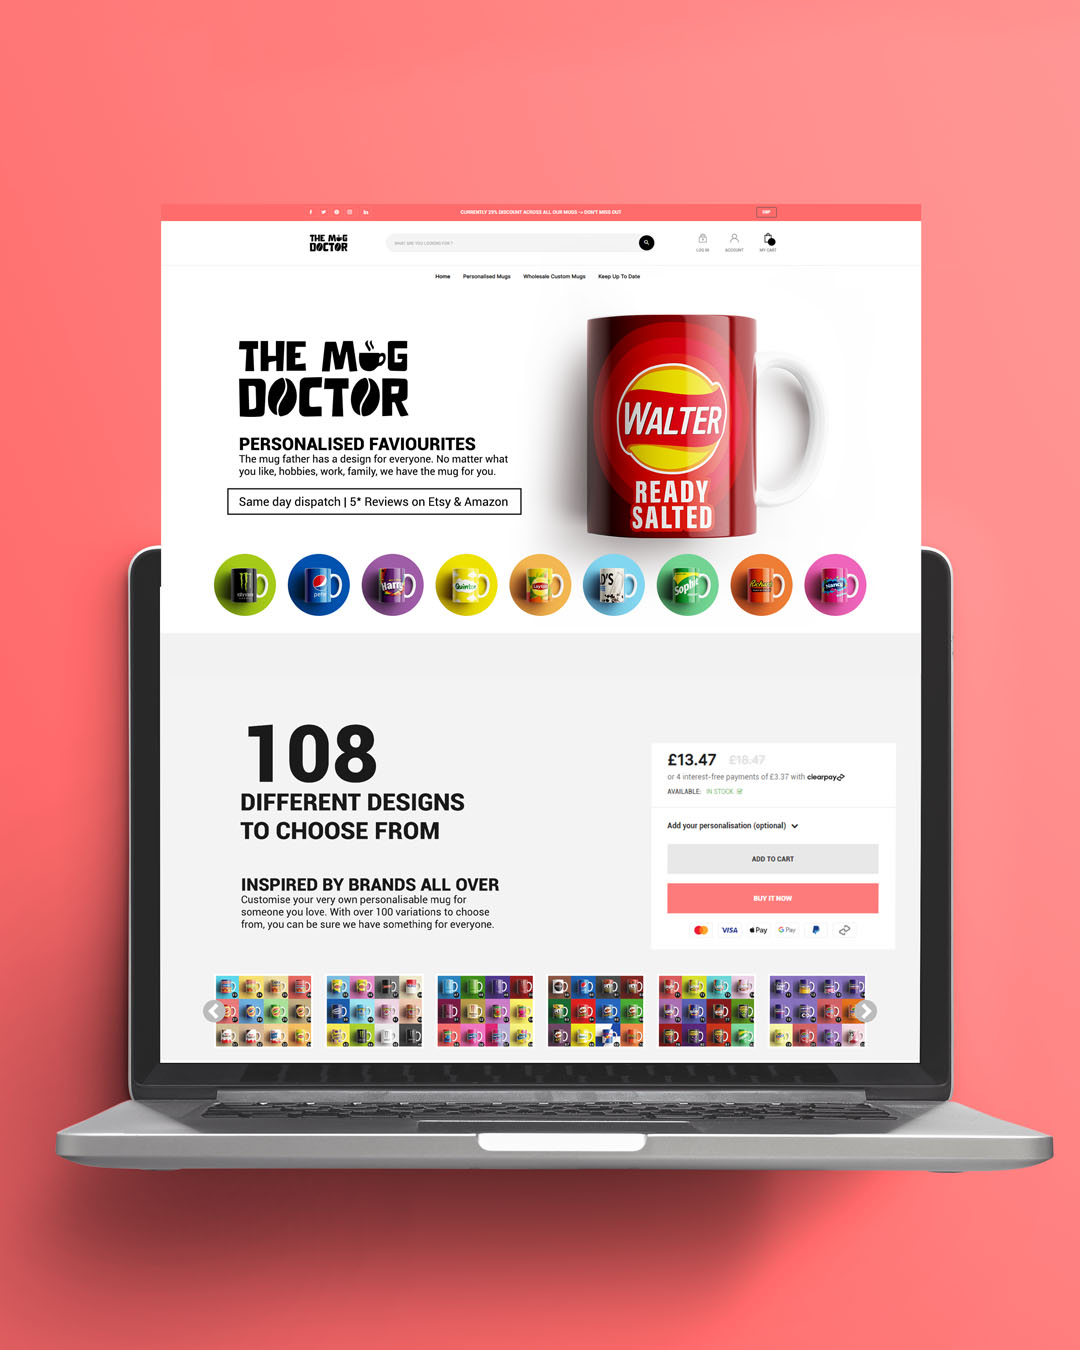 CURRENTLY 25% DISCOUNT ACROSS ALL OUR MUGS -> DON'T MISS OUT
GBP
THE MUG
DOCTOR
WHAT ARE YOU LOOKING FOR?
LOG IN
ACCOUNT
MY CART
Home
Personalised Mugs
Wholesale Custom Mugs
Keep Up To Date
THE MUG
DOCTOR
PERSONALISED FAVIOURITES
The mug father has a design for everyone. No matter what
you like, hobbies, work, family, we have the mug for you.
Same day dispatch | 5* Reviews on Etsy & Amazon
WALTER
READY
SALTED
pete
Harry
Quinton
Sophie
Richard
Nancy
108
DIFFERENT DESIGNS
TO CHOOSE FROM
INSPIRED BY BRANDS ALL OVER
Customise your very own personalisable mug for
someone you love. With over 100 variations to choose
from, you can be sure we have something for everyone.
£13.47 £18.47
or 4 interest-free payments of £3.37 with clearpay
AVAILABLE: IN STOCK
Add your personalisation (optional)
ADD TO CART
BUY IT NOW
VISA
Pay
G Pay